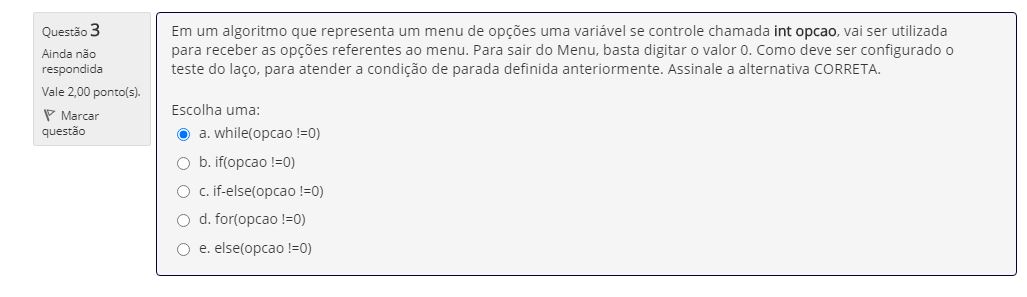 Questão 3
Ainda não
respondida
Vale 2,00 ponto(s).
Marcar
questão
Em um algoritmo que representa um menu de opções uma variável se controle chamada int opcao, vai ser utilizada
para receber as opções referentes ao menu. Para sair do Menu, basta digitar o valor 0. Como deve ser configurado o
teste do laço, para atender a condição de parada definida anteriormente. Assinale a alternativa CORRETA.
Escolha uma:
a. while(opcao !=0)
b. if(opcao !=0)
c. if-else(opcao !=0)
d. for(opcao !=0)
e. else(opcao !=0)